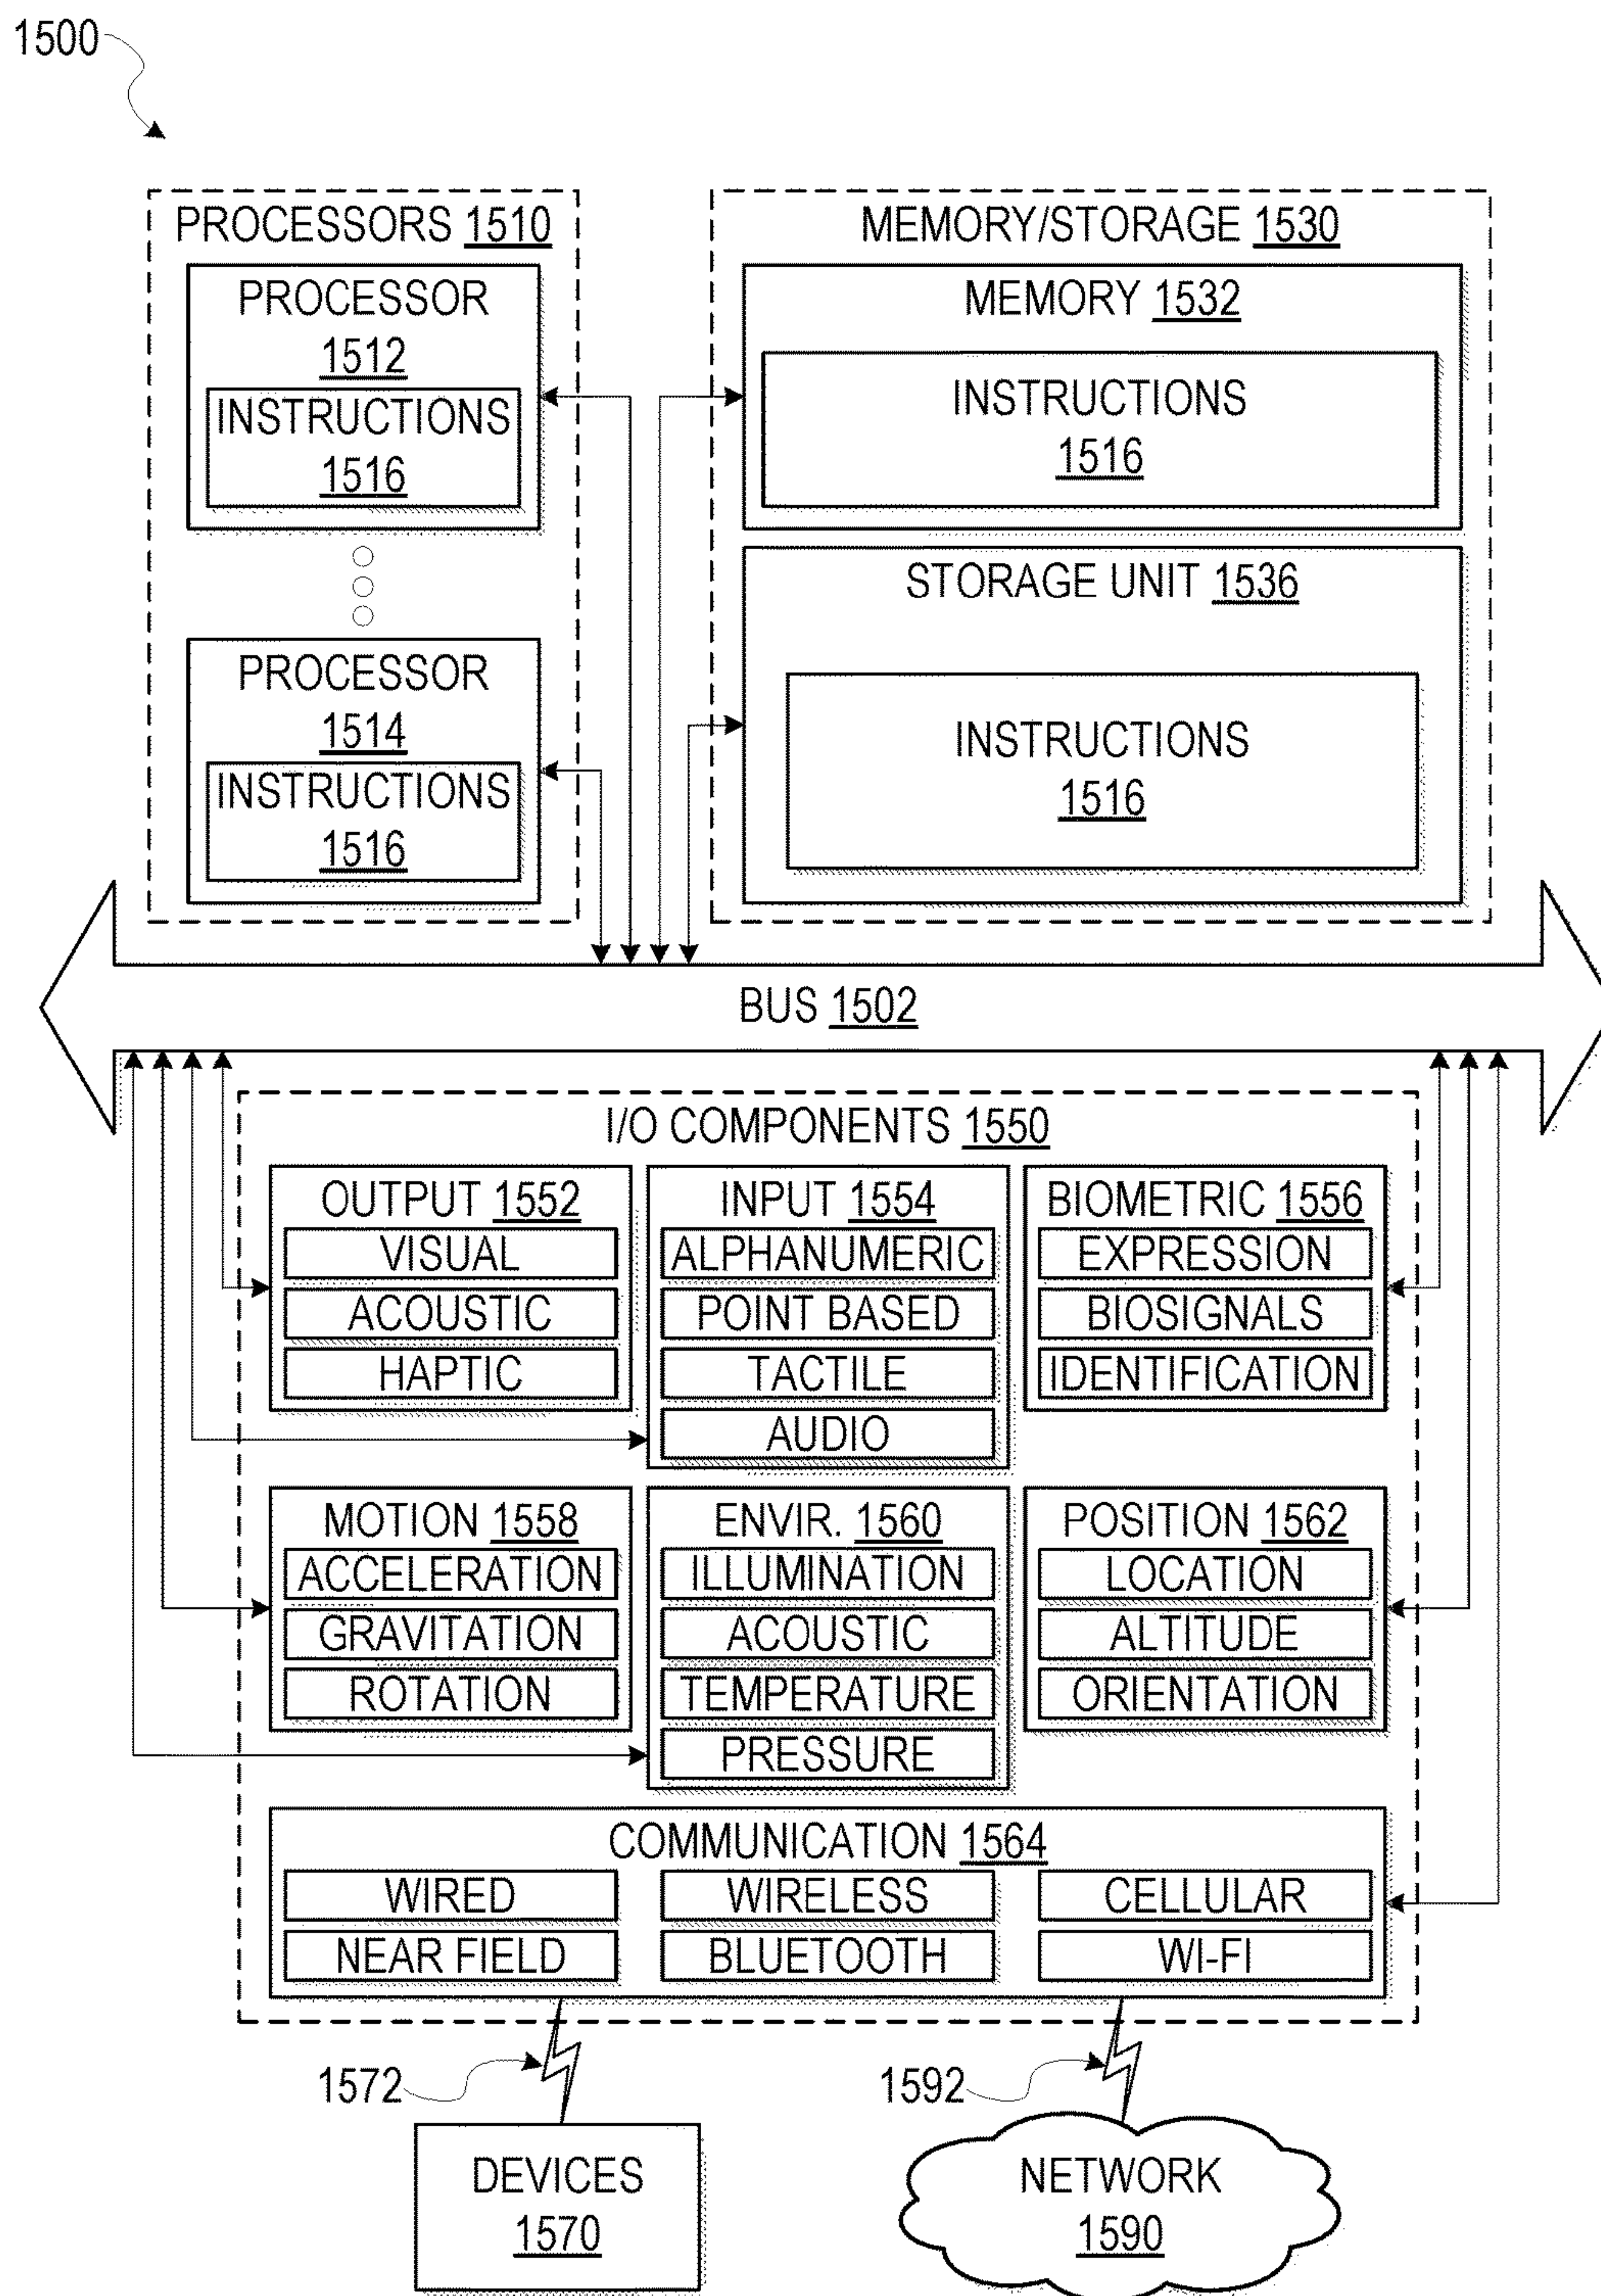 1500
PROCESSORS 1510
PROCESSOR
1512
INSTRUCTIONS
1516
PROCESSOR
1514
INSTRUCTIONS
1516
MEMORY/STORAGE 1530
MEMORY 1532
INSTRUCTIONS
1516
STORAGE UNIT 1536
INSTRUCTIONS
1516
BUS 1502
I/O COMPONENTS 1550
OUTPUT 1552
VISUAL
ACOUSTIC
HAPTIC
INPUT 1554
ALPHANUMERIC
POINT BASED
TACTILE
AUDIO
BIOMETRIC 1556
EXPRESSION
BIOSIGNALS
IDENTIFICATION
MOTION 1558
ACCELERATION
GRAVITATION
ROTATION
ENVIR. 1560
ILLUMINATION
ACOUSTIC
TEMPERATURE
PRESSURE
POSITION 1562
LOCATION
ALTITUDE
ORIENTATION
COMMUNICATION 1564
WIRED
WIRELESS
CELLULAR
NEAR FIELD
BLUETOOTH
WI-FI
1572
1592
DEVICES
1570
NETWORK
1590